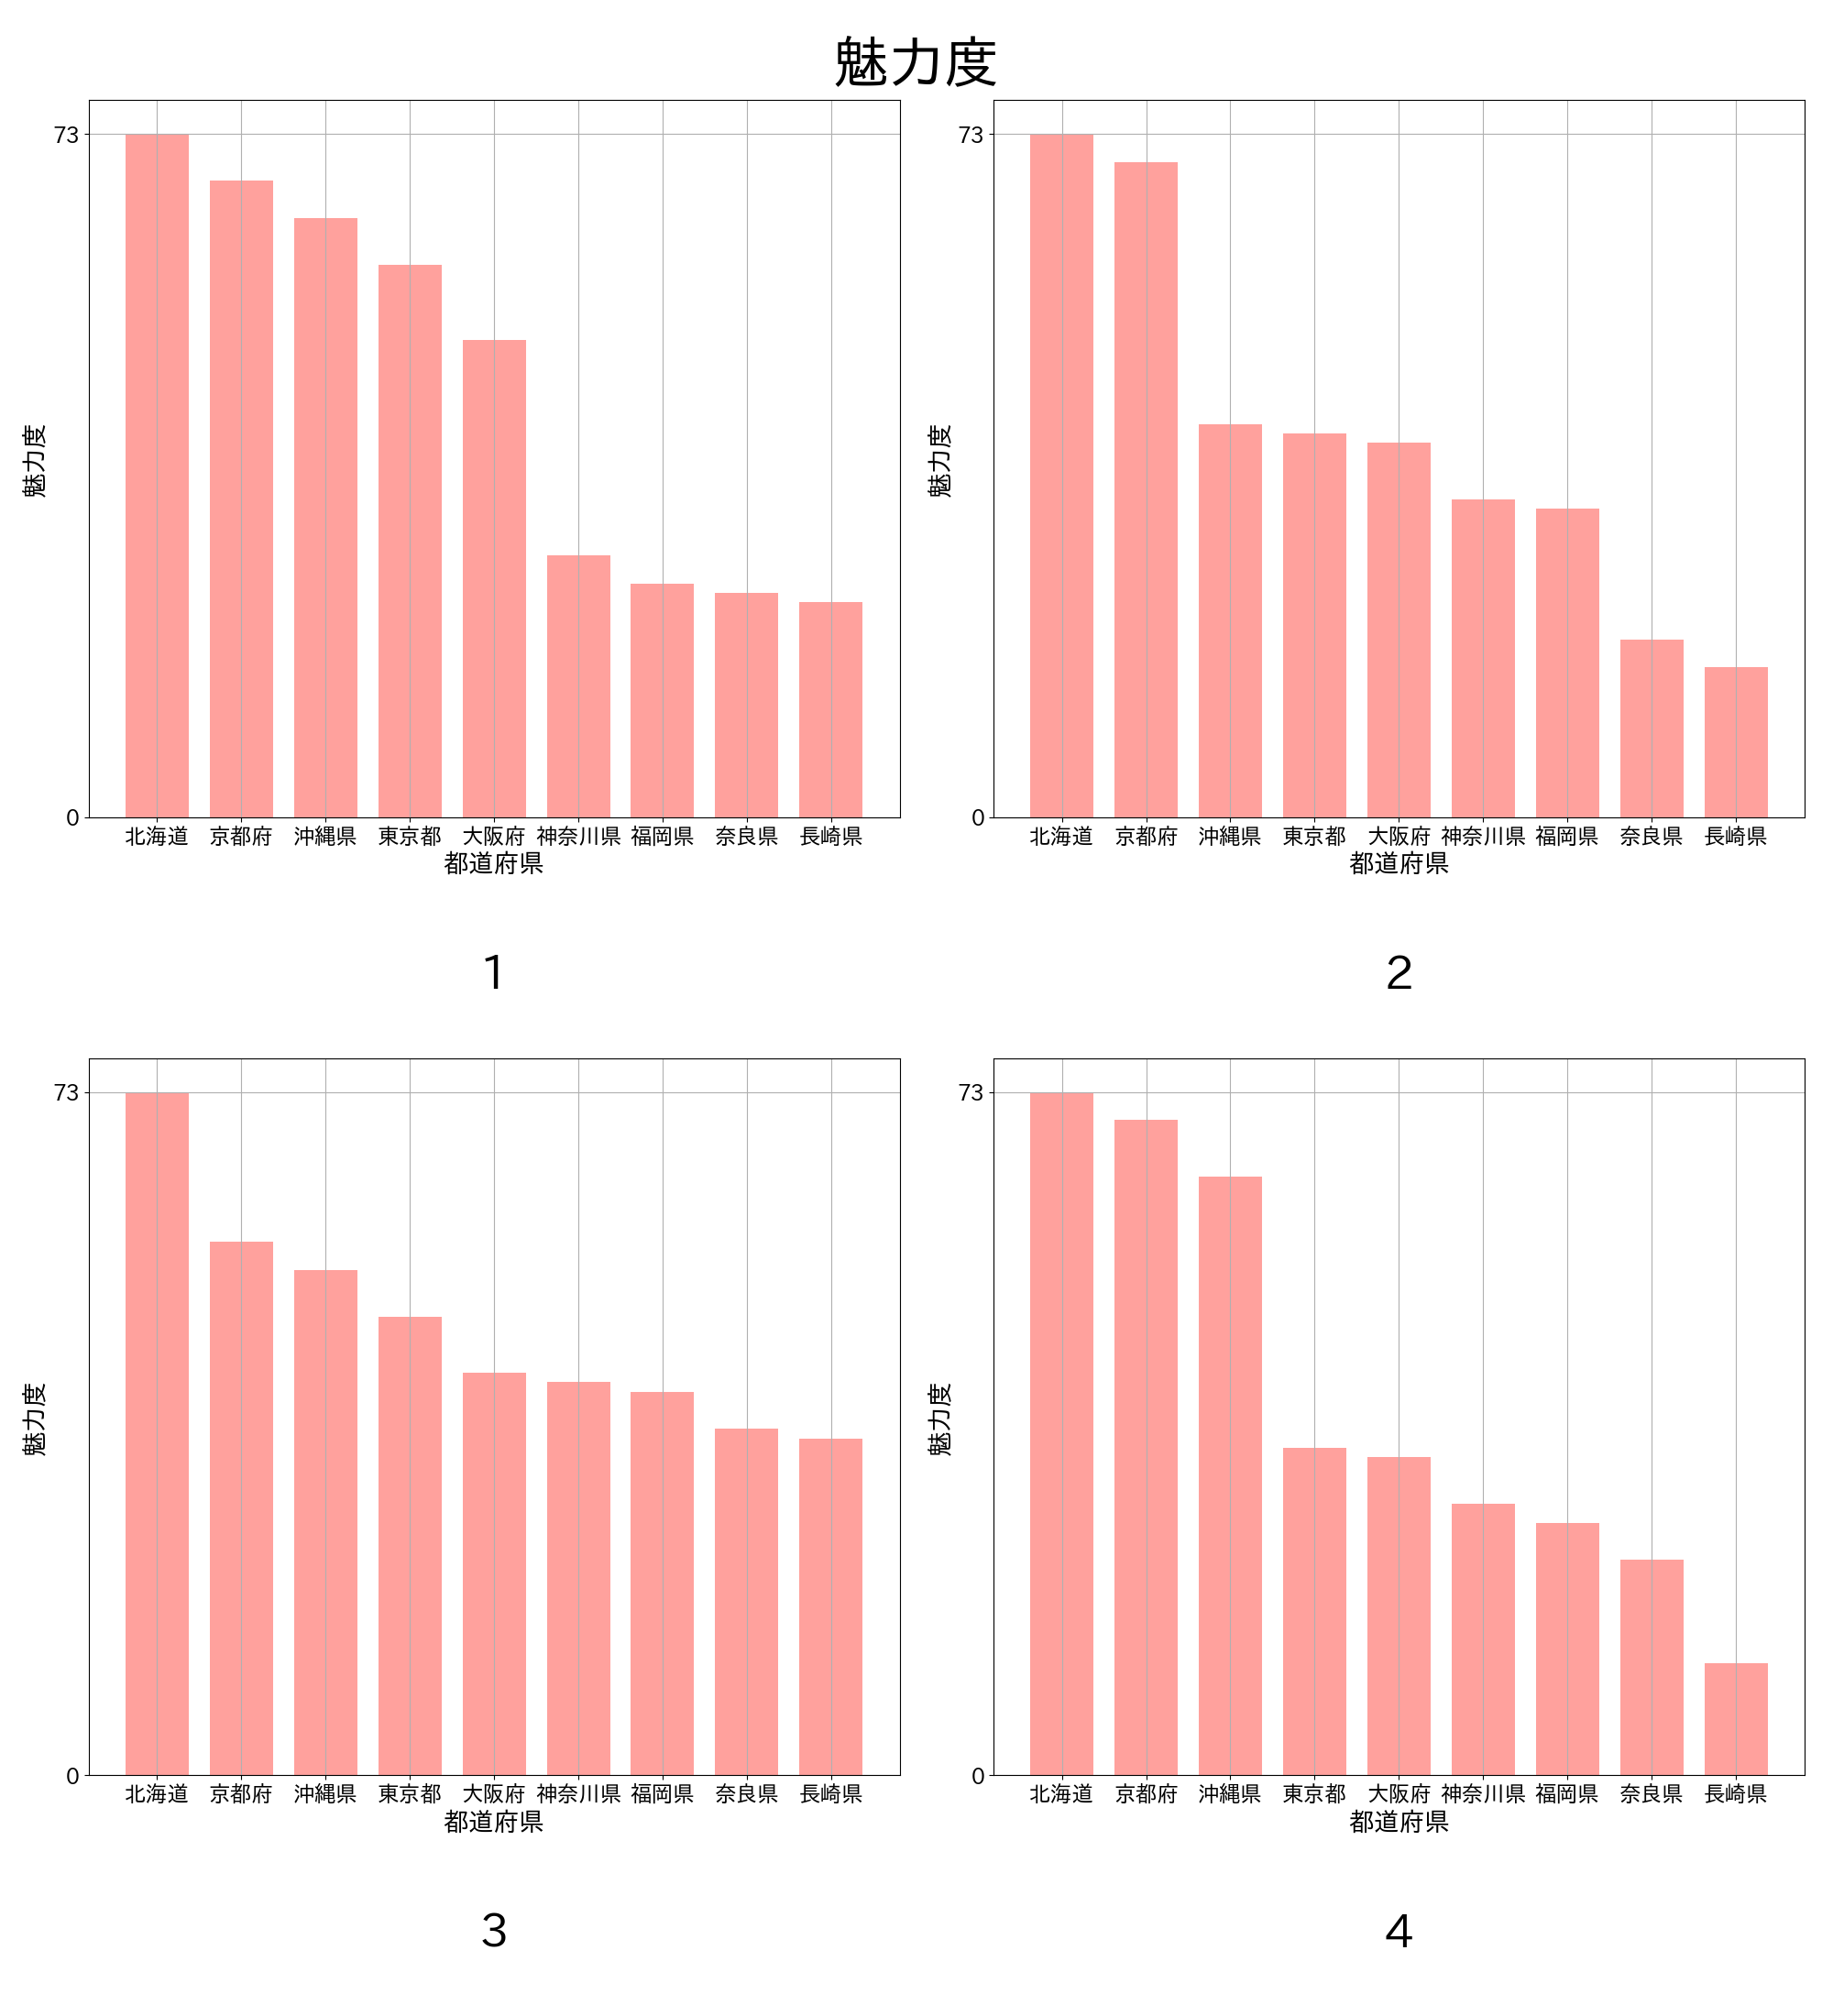 魅力度
73
0
魅力度
北海道 京都府 沖縄県 東京都 大阪府 神奈川県 福岡県 奈良県 長崎県
都道府県
1
73
0
魅力度
北海道 京都府 沖縄県 東京都 大阪府 神奈川県 福岡県 奈良県 長崎県
都道府県
2
73
0
魅力度
北海道 京都府 沖縄県 東京都 大阪府 神奈川県 福岡県 奈良県 長崎県
都道府県
3
73
0
魅力度
北海道 京都府 沖縄県 東京都 大阪府 神奈川県 福岡県 奈良県 長崎県
都道府県
4